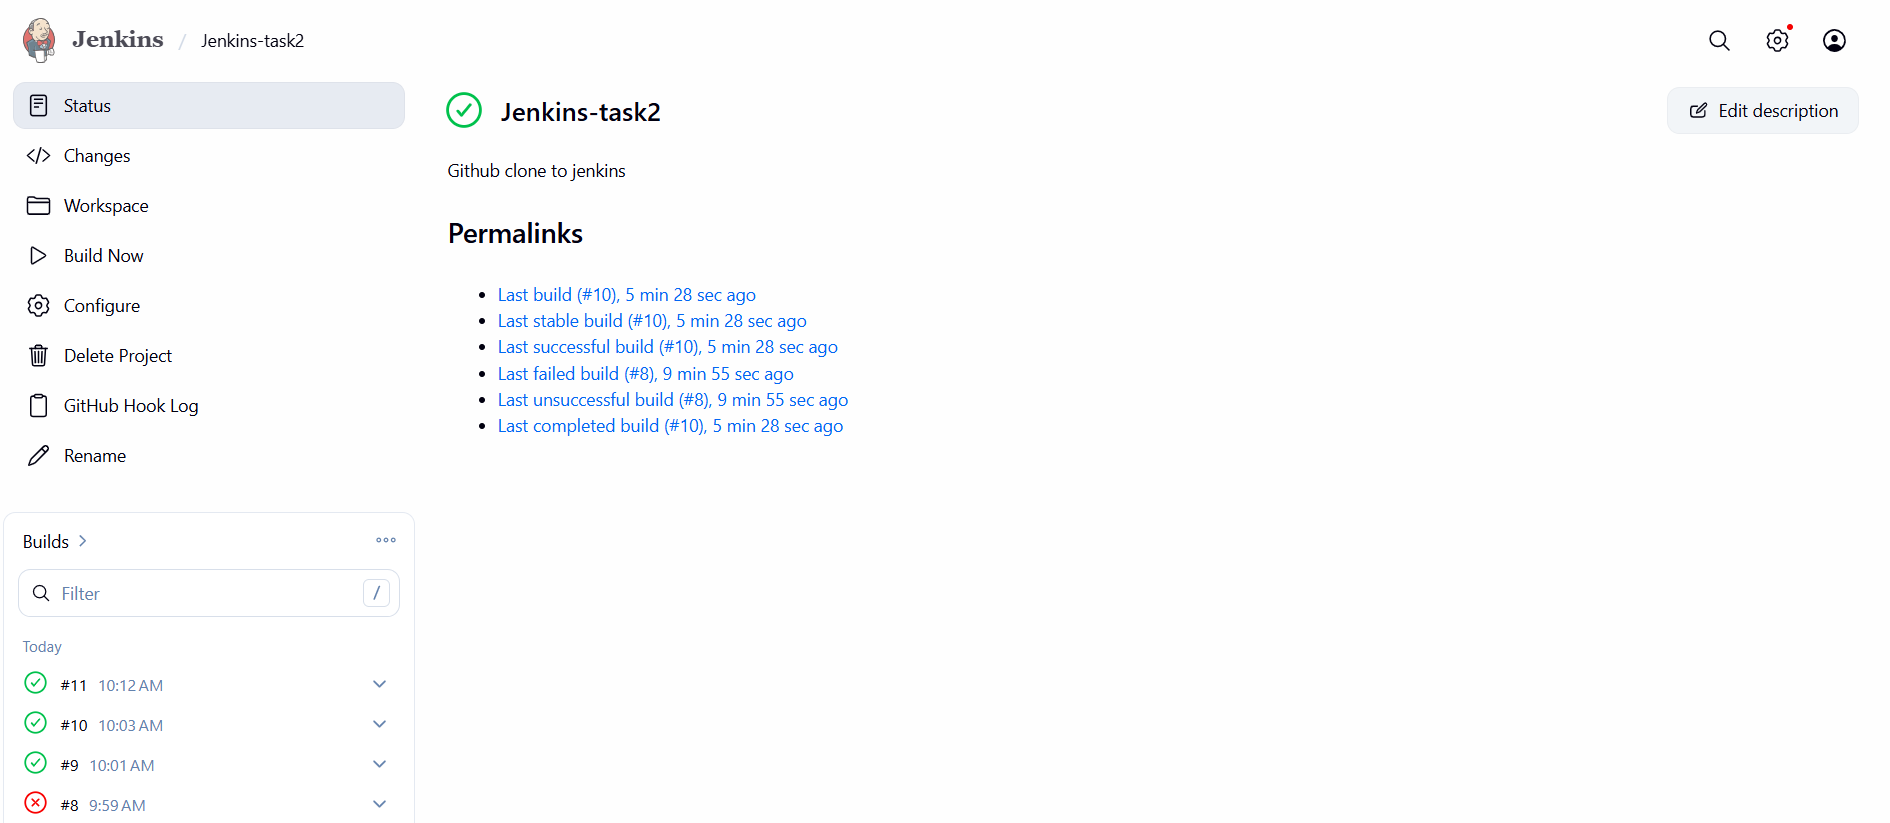 Jenkins / Jenkins-task2
Status
Changes
Workspace
Build Now
Configure
Delete Project
GitHub Hook Log
Rename
Builds
Filter /
Today
#11 10:12 AM
#10 10:03 AM
#9 10:01 AM
#8 9:59 AM
Jenkins-task2
Edit description
Github clone to jenkins
Permalinks
Last build (#10), 5 min 28 sec ago
Last stable build (#10), 5 min 28 sec ago
Last successful build (#10), 5 min 28 sec ago
Last failed build (#8), 9 min 55 sec ago
Last unsuccessful build (#8), 9 min 55 sec ago
Last completed build (#10), 5 min 28 sec ago